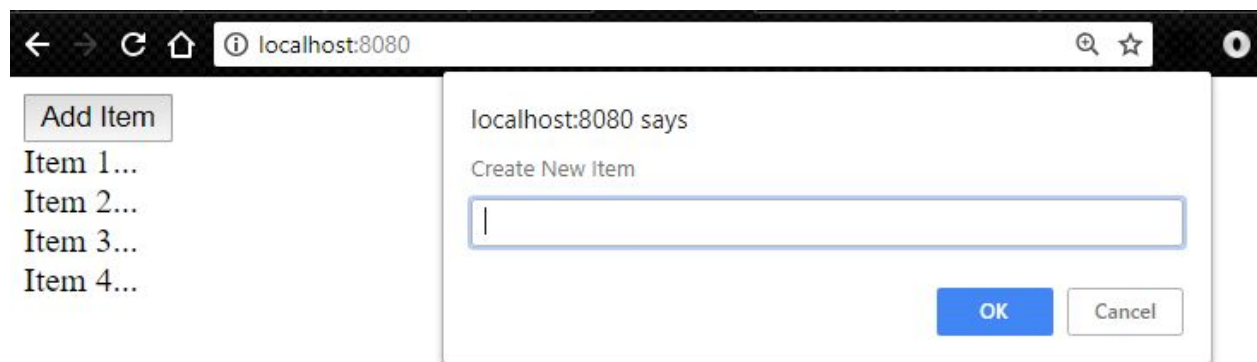 localhost:8080
Add Item
Item 1...
Item 2...
Item 3...
Item 4...
localhost:8080 says
Create New Item
OK
Cancel